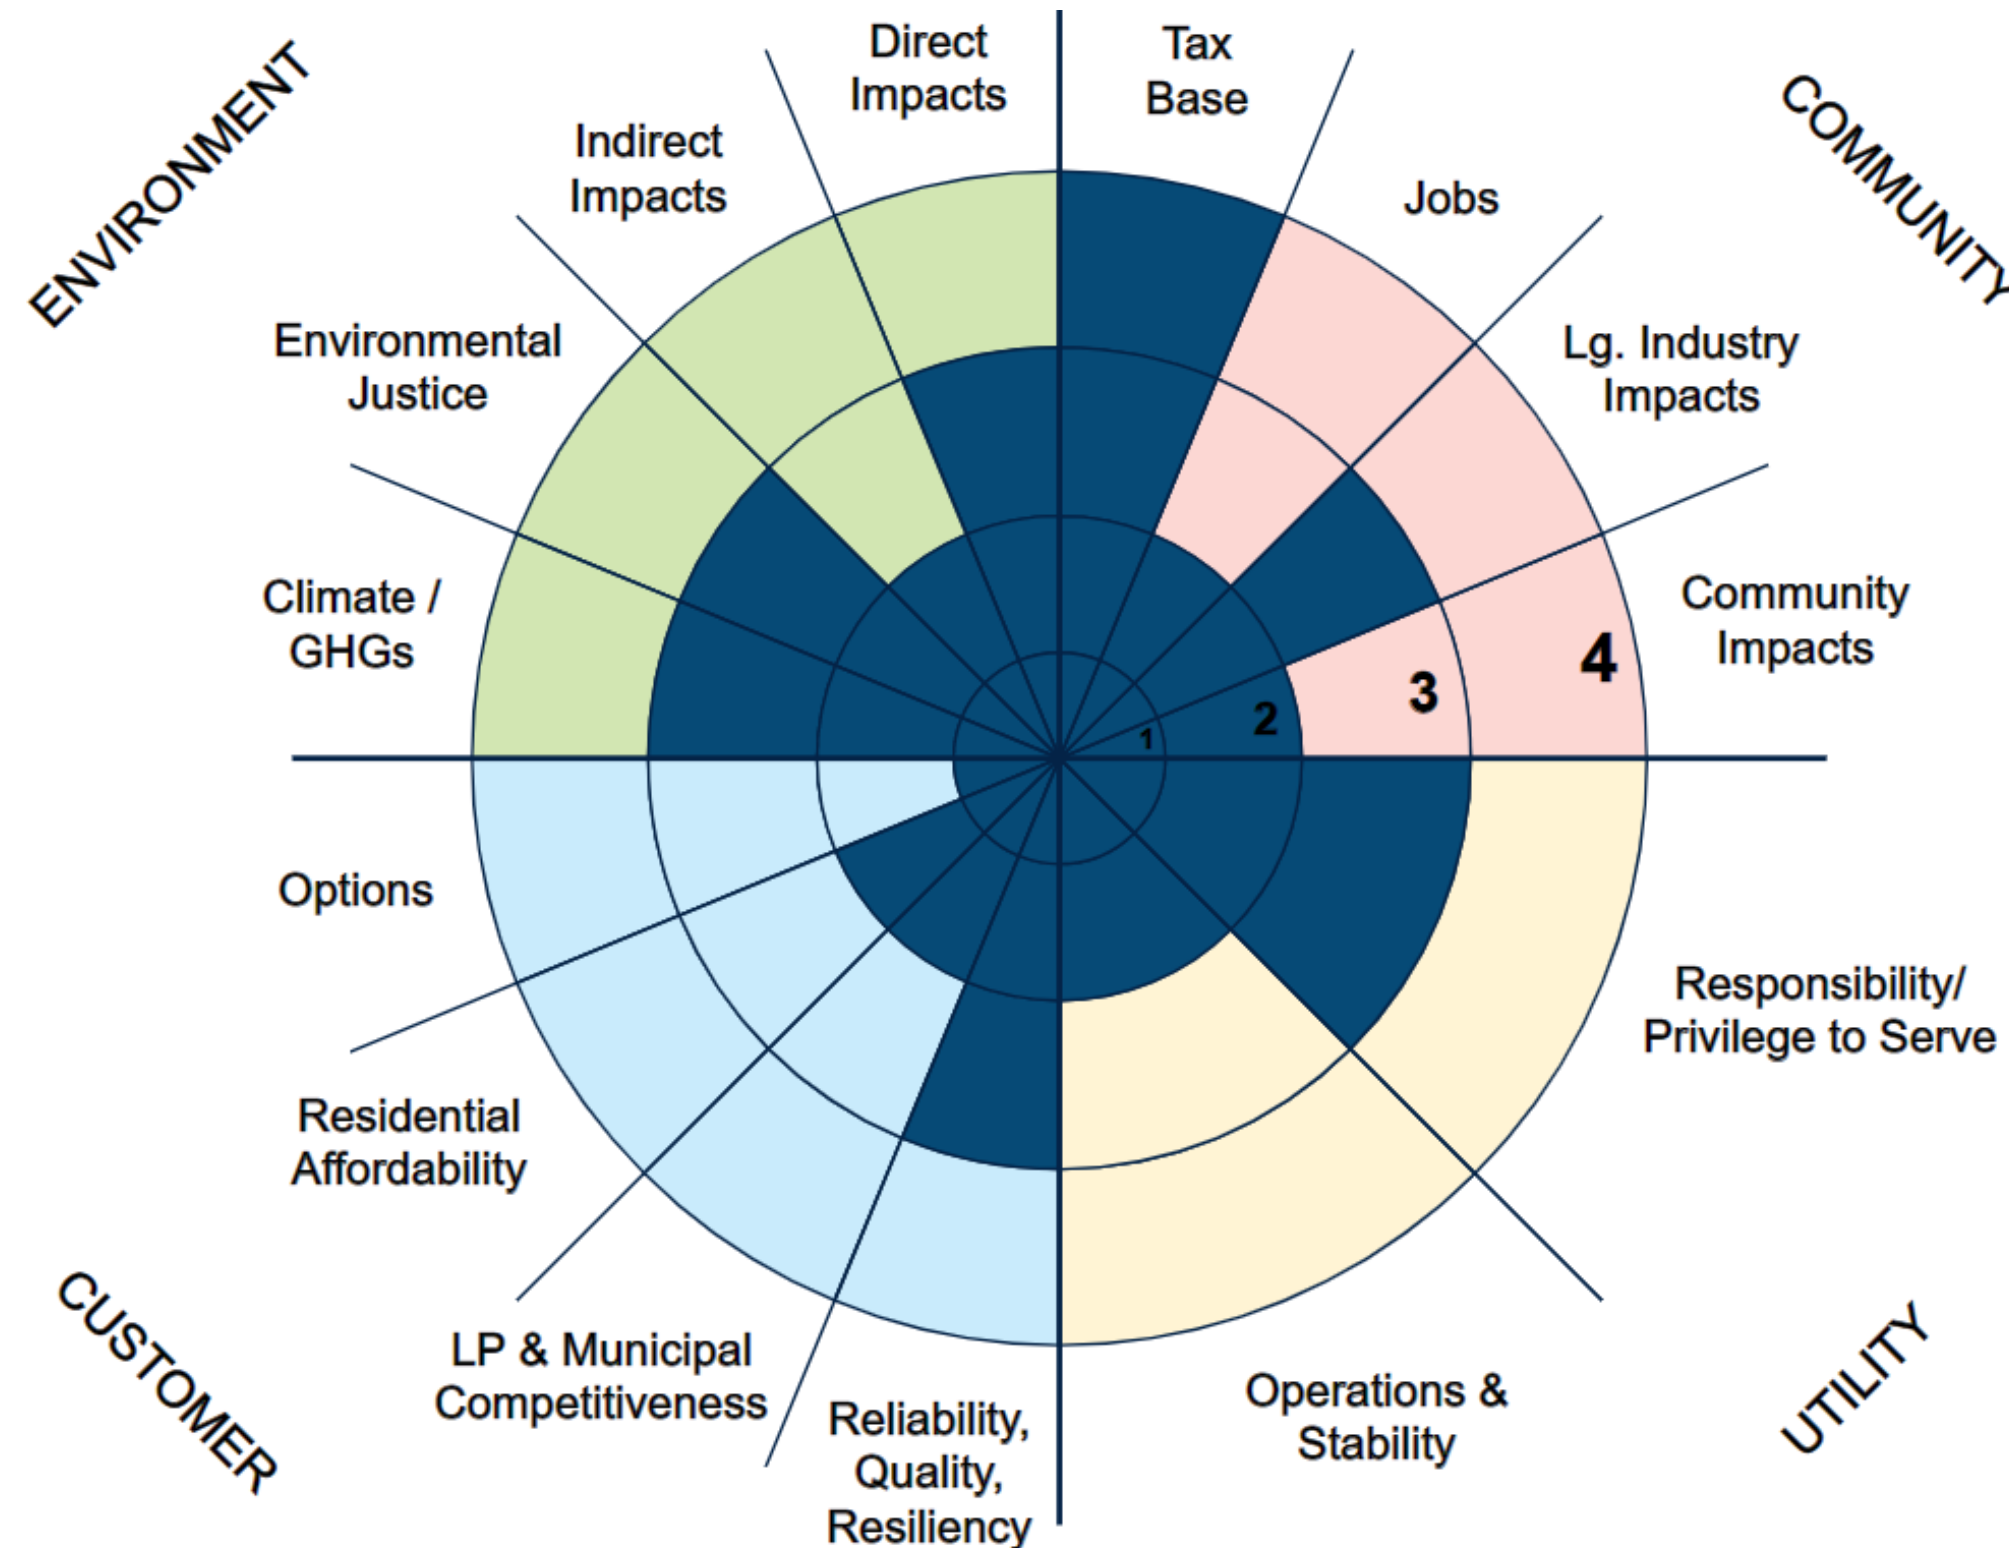 ENVIRONMENT
Direct
Impacts
Tax
Base
COMMUNITY
Indirect
Impacts
Jobs
Environmental
Justice
Lg. Industry
Impacts
Climate /
GHGs
Community
Impacts
1
2
3
4
Options
Responsibility/
Privilege to Serve
Residential
Affordability
LP & Municipal
Competitiveness
Reliability,
Quality,
Resiliency
Operations &
Stability
CUSTOMER
UTILITY